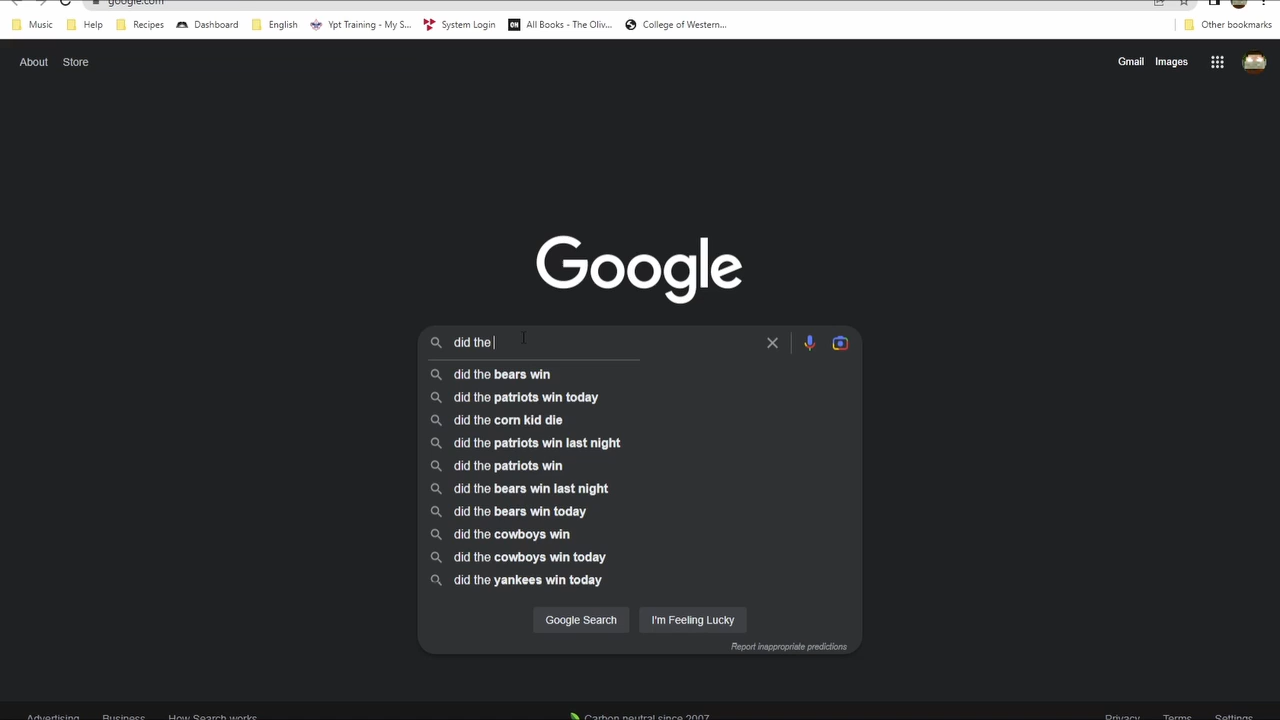 google.com
Music Help Recipes Dashboard English Ypt Training - My S... System Login All Books - The Oliv... College of Western... Other bookmarks
About Store Gmail Images
Google
did the
did the bears win
did the patriots win today
did the corn kid die
did the patriots win last night
did the patriots win
did the bears win last night
did the bears win today
did the cowboys win
did the cowboys win today
did the yankees win today
Google Search I'm Feeling Lucky
Report inappropriate predictions
Advertising Business How Search works Carbon neutral since 2007 Privacy Terms Settings